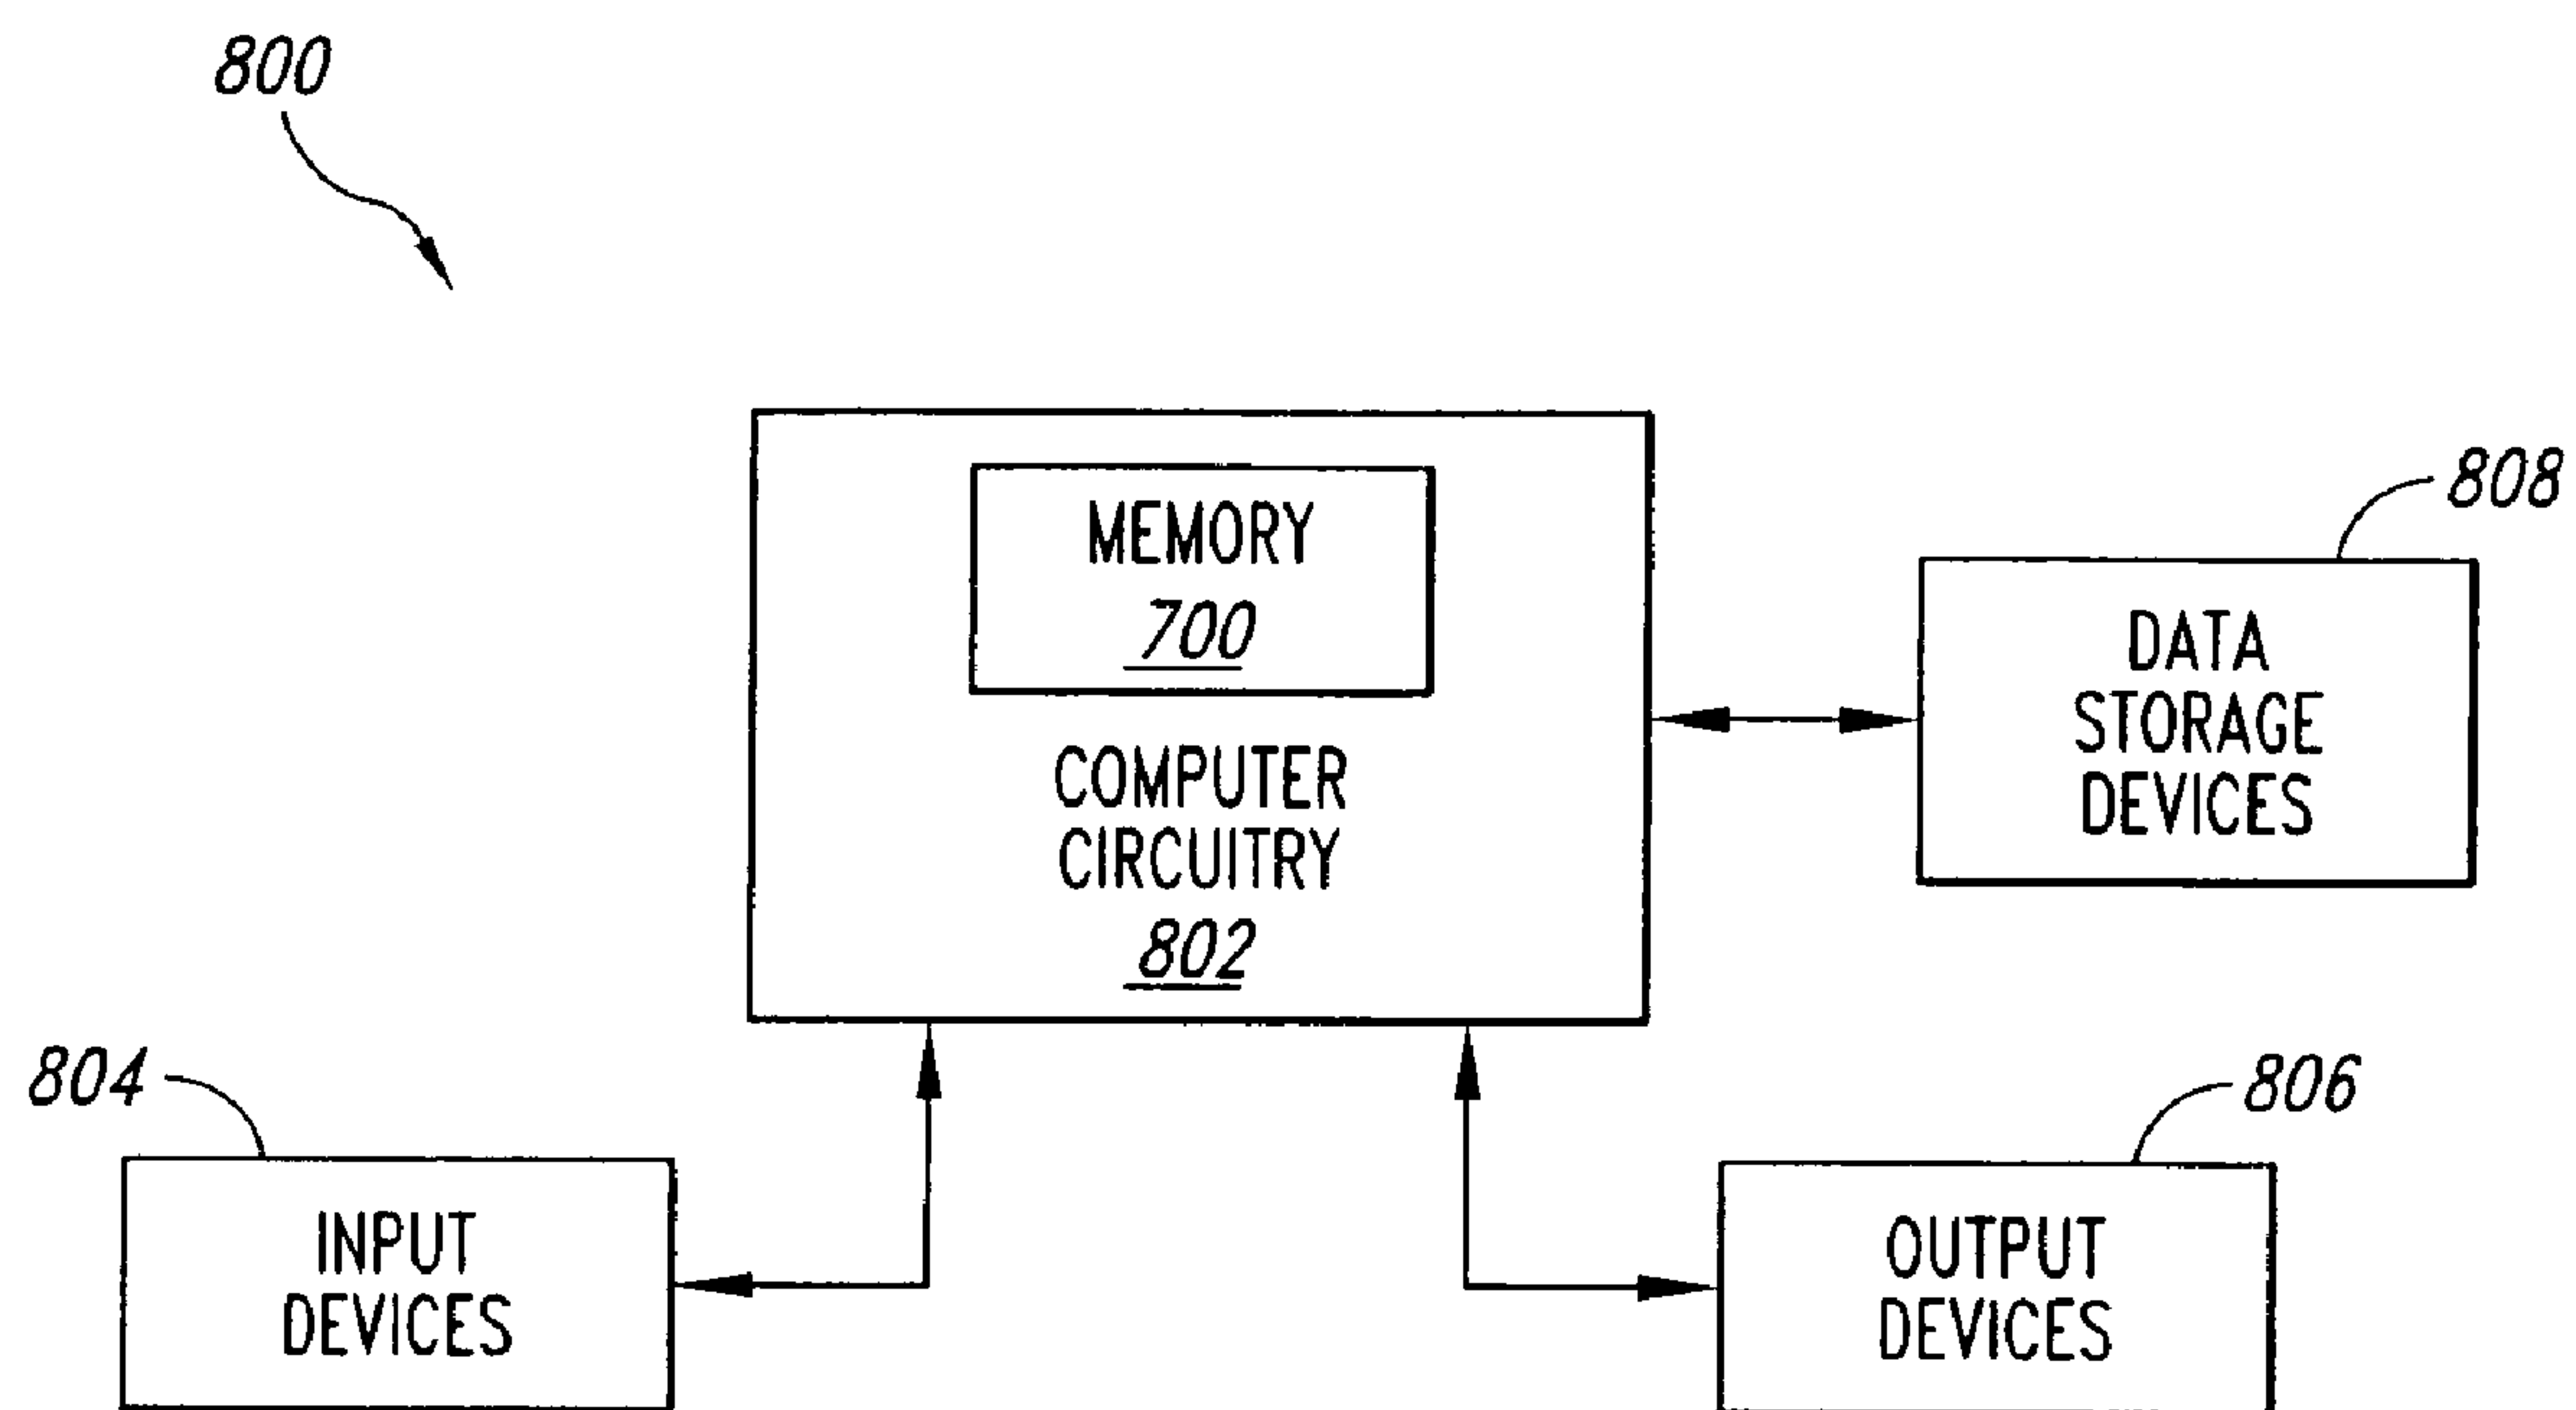 800
MEMORY
700
COMPUTER
CIRCUITRY
802
808
DATA
STORAGE
DEVICES
804
INPUT
DEVICES
806
OUTPUT
DEVICES